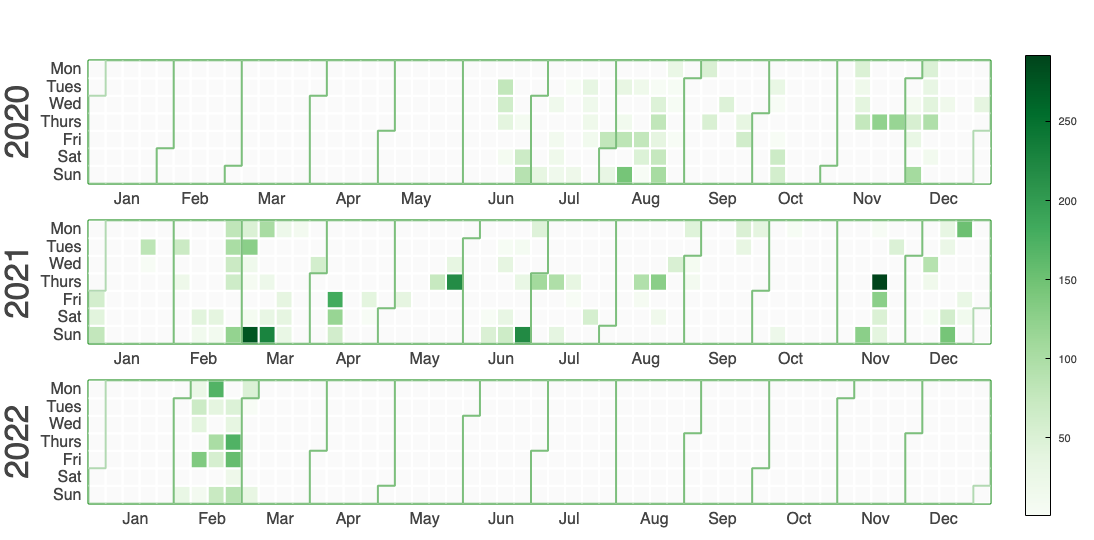 2020
Mon
Tues
Wed
Thurs
Fri
Sat
Sun
Jan Feb Mar Apr May Jun Jul Aug Sep Oct Nov Dec
2021
Mon
Tues
Wed
Thurs
Fri
Sat
Sun
Jan Feb Mar Apr May Jun Jul Aug Sep Oct Nov Dec
2022
Mon
Tues
Wed
Thurs
Fri
Sat
Sun
Jan Feb Mar Apr May Jun Jul Aug Sep Oct Nov Dec
250
200
150
100
50